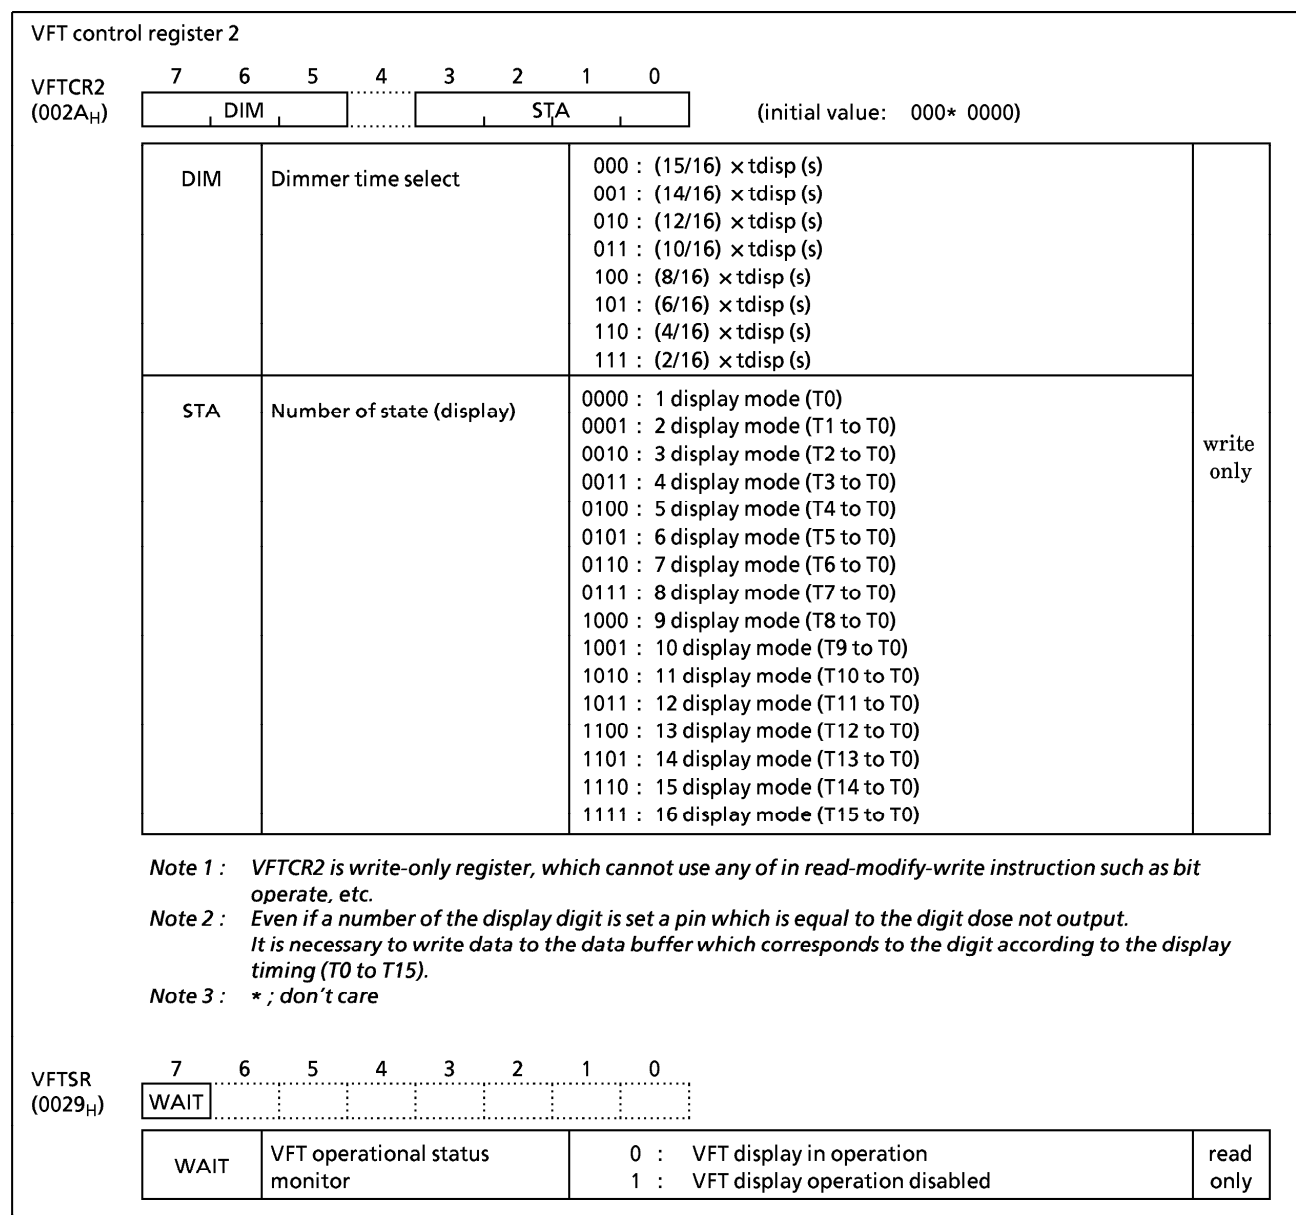 VFT control register 2
7 6 5 4 3 2 1 0
VFTCR2
(002AH) DIM STA (initial value: 000* 0000)
DIM Dimmer time select 000 : (15/16) × tdisp (s)
001 : (14/16) × tdisp (s)
010 : (12/16) × tdisp (s)
011 : (10/16) × tdisp (s)
100 : (8/16) × tdisp (s)
101 : (6/16) × tdisp (s)
110 : (4/16) × tdisp (s)
111 : (2/16) × tdisp (s)
STA Number of state (display) 0000 : 1 display mode (T0)
0001 : 2 display mode (T1 to T0)
0010 : 3 display mode (T2 to T0)
0011 : 4 display mode (T3 to T0)
0100 : 5 display mode (T4 to T0)
0101 : 6 display mode (T5 to T0)
0110 : 7 display mode (T6 to T0)
0111 : 8 display mode (T7 to T0)
1000 : 9 display mode (T8 to T0)
1001 : 10 display mode (T9 to T0)
1010 : 11 display mode (T10 to T0)
1011 : 12 display mode (T11 to T0)
1100 : 13 display mode (T12 to T0)
1101 : 14 display mode (T13 to T0)
1110 : 15 display mode (T14 to T0)
1111 : 16 display mode (T15 to T0)
write
only
Note 1 : VFTCR2 is write-only register, which cannot use any of in read-modify-write instruction such as bit
operate, etc.
Note 2 : Even if a number of the display digit is set a pin which is equal to the digit dose not output.
It is necessary to write data to the data buffer which corresponds to the digit according to the display
timing (T0 to T15).
Note 3 : * ; don't care
7 6 5 4 3 2 1 0
VFTSR
(0029H) WAIT
WAIT VFT operational status
monitor
0 : VFT display in operation
1 : VFT display operation disabled
read
only